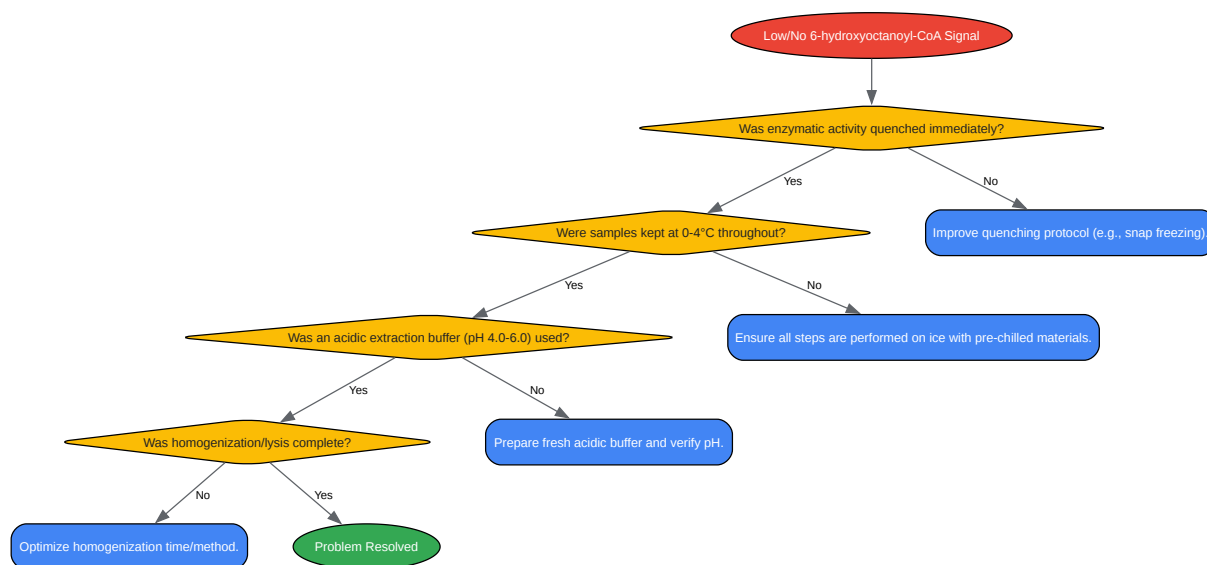 Low/No 6-hydroxyoctanoyl-CoA Signal
Was enzymatic activity quenched immediately?
Yes
No
Were samples kept at 0-4°C throughout?
Improve quenching protocol (e.g., snap freezing).
Yes
No
Was an acidic extraction buffer (pH 4.0-6.0) used?
Ensure all steps are performed on ice with pre-chilled materials.
Yes
No
Was homogenization/lysis complete?
Prepare fresh acidic buffer and verify pH.
No
Yes
Optimize homogenization time/method.
Problem Resolved